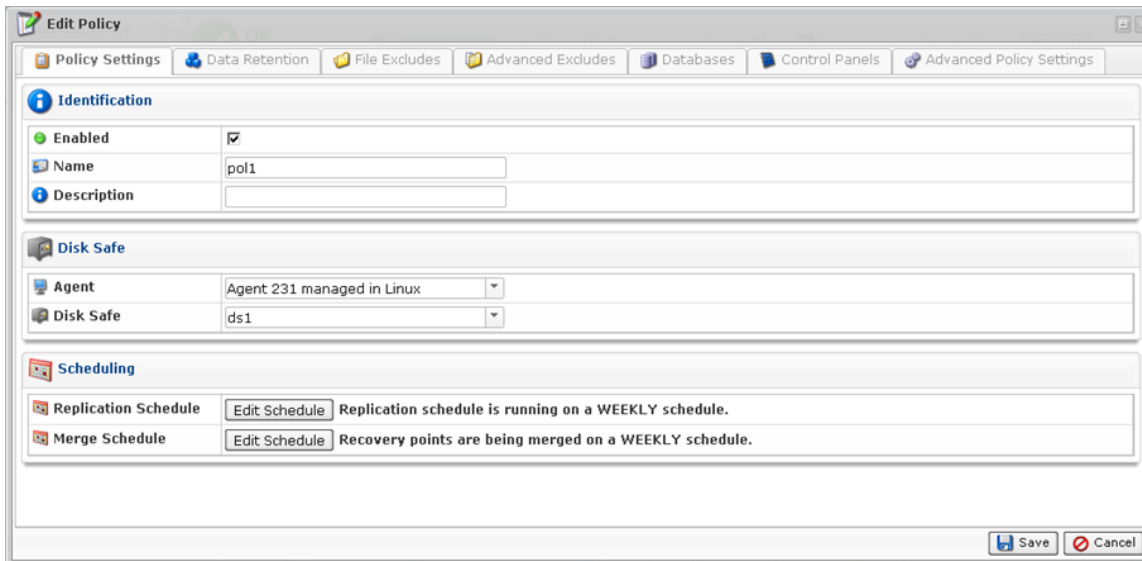 Edit Policy
Policy Settings Data Retention File Excludes Advanced Excludes Databases Control Panels Advanced Policy Settings
Identification
Enabled
Name pol1
Description
Disk Safe
Agent Agent 231 managed in Linux
Disk Safe ds1
Scheduling
Replication Schedule Edit Schedule Replication schedule is running on a WEEKLY schedule.
Merge Schedule Edit Schedule Recovery points are being merged on a WEEKLY schedule.
Save Cancel